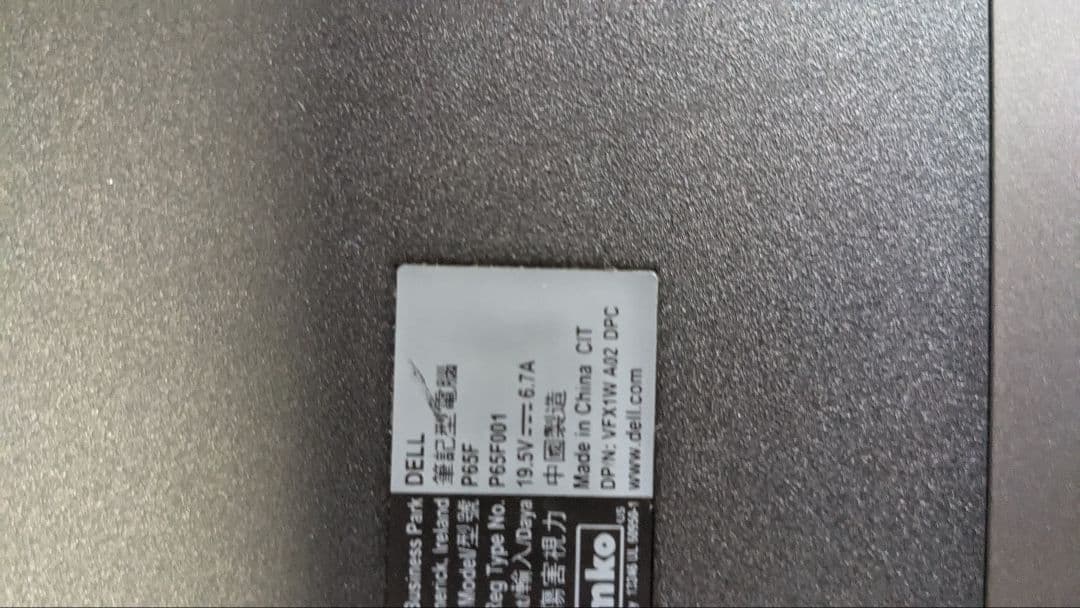 Business Park DELL
Ireland 筆記型電腦
Model/型號 P65F
Reg Type No. P65F001
輸入/Daya 19.5V⎓6.7A
傷害視力 中國製造
Made in China CIT
DP/N: VFX1W A02 DPC
www.dell.com